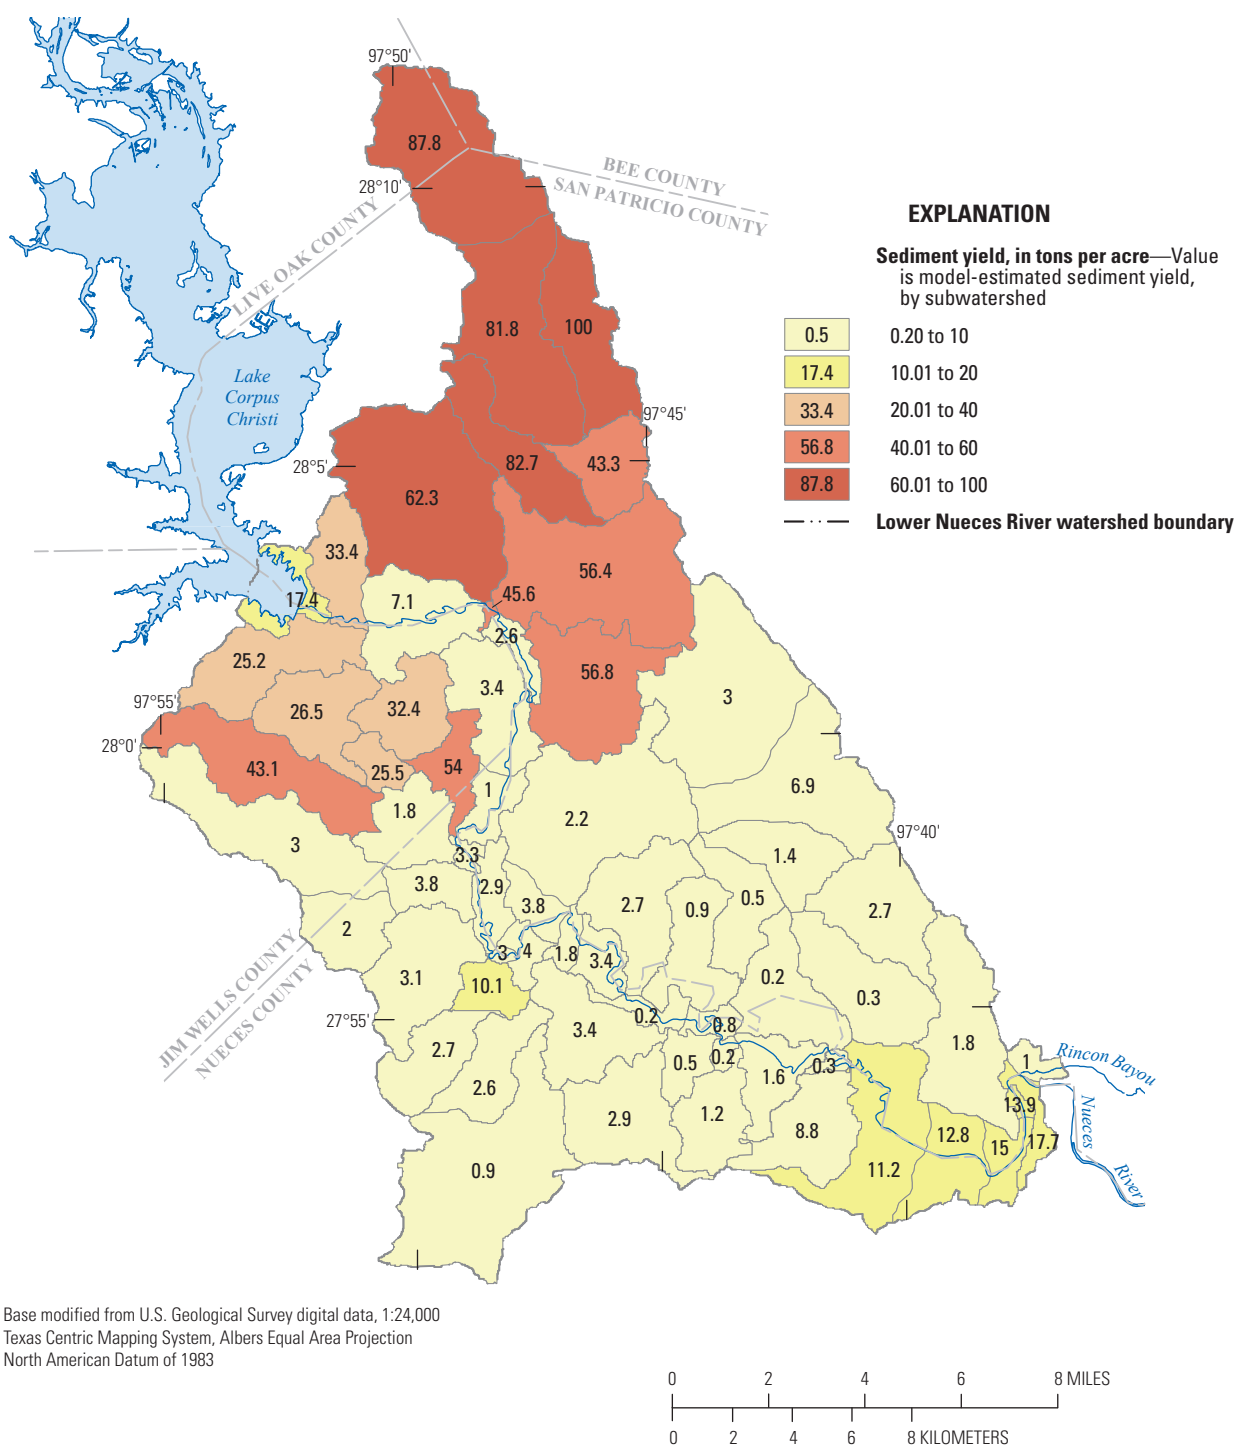 97°50'
87.8
BEE COUNTY
28°10'
SAN PATRICIO COUNTY
LIVE OAK COUNTY
EXPLANATION
Sediment yield, in tons per acre—Value
is model-estimated sediment yield,
by subwatershed
0.5 0.20 to 10
17.4 10.01 to 20
33.4 20.01 to 40
56.8 40.01 to 60
87.8 60.01 to 100
Lower Nueces River watershed boundary
81.8
100
Lake
Corpus
Christi
97°45'
28°5'
82.7
43.3
62.3
33.4
56.4
17.4
7.1
45.6
2.6
25.2
56.8
3.4
3
97°55'
26.5
32.4
28°0'
43.1
25.5
54
1
6.9
1.8
2.2
97°40'
3
3.3
1.4
3.8
2.9
3.8
2.7
0.9
0.5
2.7
2
3
4
1.8
3.4
JIM WELLS COUNTY
NUECES COUNTY
3.1
10.1
0.2
0.3
27°55'
3.4
0.2
0.8
2.7
0.5
0.2
1.6
0.3
1.8
1
Rincon Bayou
2.6
2.9
1.2
8.8
13.9
12.8
15
17.7
Nueces
River
0.9
11.2
Base modified from U.S. Geological Survey digital data, 1:24,000
Texas Centric Mapping System, Albers Equal Area Projection
North American Datum of 1983
0 2 4 6 8 MILES
0 2 4 6 8 KILOMETERS